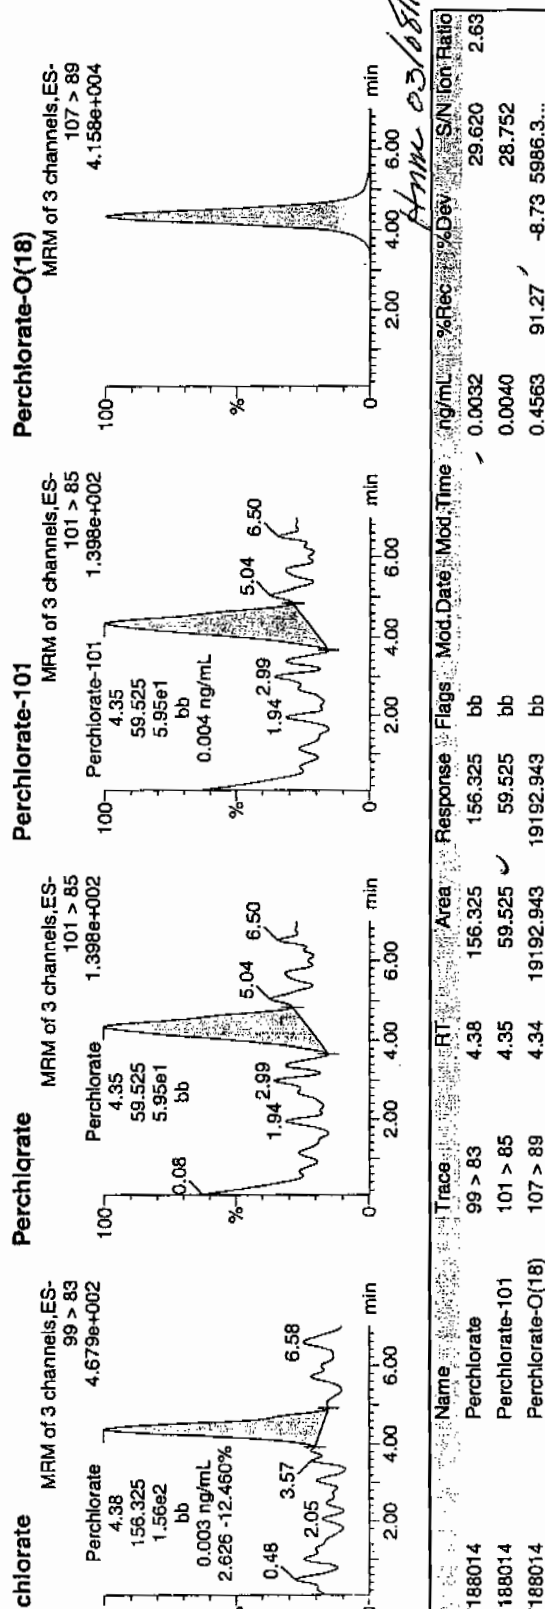 chlorate
MRM of 3 channels,ES-
99 > 83
4.679e+002
Perchlorate
4.38
156.325
1.56e2
bb
0.003 ng/mL
2.626 -12.460%
0.48
2.05
3.57
6.58
%
2.00
4.00
6.00
min
Perchlorate
MRM of 3 channels,ES-
101 > 85
1.398e+002
100
0.08
Perchlorate
4.35
59.525
5.95e1
bb
1.94
2.99
5.04
6.50
%
0
2.00
4.00
6.00
min
Perchlorate-101
MRM of 3 channels,ES-
101 > 85
1.398e+002
100
Perchlorate-101
4.35
59.525
5.95e1
bb
0.004 ng/mL
1.94
2.99
5.04
6.50
%
0
2.00
4.00
6.00
min
Perchlorate-O(18)
MRM of 3 channels,ES-
107 > 89
4.158e+004
100
%
0
2.00
4.00
6.00
min
Name Trace RT Area Response Flags Mod.Date Mod.Time ng/mL %Rec %Dev S/N Ion Ratio
188014 Perchlorate 99 > 83 4.38 156.325 156.325 bb 0.0032 29.620 2.63
188014 Perchlorate-101 101 > 85 4.35 59.525 59.525 bb 0.0040 28.752
188014 Perchlorate-O(18) 107 > 89 4.34 19192.943 19192.943 bb 0.4563 91.27 -8.73 5986.3...